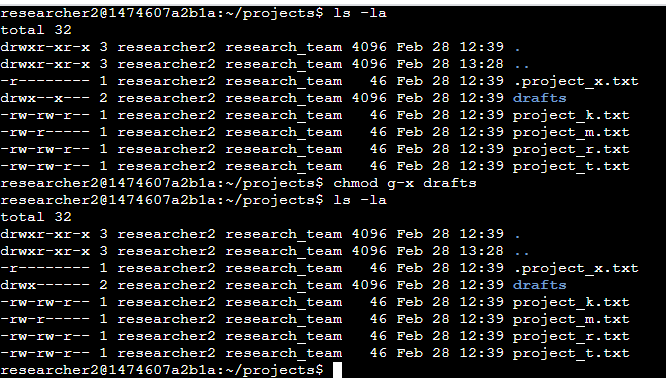 researcher2@1474607a2b1a:~/projects$ ls -la
total 32
drwxr-xr-x 3 researcher2 research_team 4096 Feb 28 12:39 .
drwxr-xr-x 3 researcher2 research_team 4096 Feb 28 13:28 ..
-r-------- 1 researcher2 research_team   46 Feb 28 12:39 .project_x.txt
drwx--x--- 2 researcher2 research_team 4096 Feb 28 12:39 drafts
-rw-rw-r-- 1 researcher2 research_team   46 Feb 28 12:39 project_k.txt
-rw-r----- 1 researcher2 research_team   46 Feb 28 12:39 project_m.txt
-rw-rw-r-- 1 researcher2 research_team   46 Feb 28 12:39 project_r.txt
-rw-rw-r-- 1 researcher2 research_team   46 Feb 28 12:39 project_t.txt
researcher2@1474607a2b1a:~/projects$ chmod g-x drafts
researcher2@1474607a2b1a:~/projects$ ls -la
total 32
drwxr-xr-x 3 researcher2 research_team 4096 Feb 28 12:39 .
drwxr-xr-x 3 researcher2 research_team 4096 Feb 28 13:28 ..
-r-------- 1 researcher2 research_team   46 Feb 28 12:39 .project_x.txt
drwx------ 2 researcher2 research_team 4096 Feb 28 12:39 drafts
-rw-rw-r-- 1 researcher2 research_team   46 Feb 28 12:39 project_k.txt
-rw-r----- 1 researcher2 research_team   46 Feb 28 12:39 project_m.txt
-rw-rw-r-- 1 researcher2 research_team   46 Feb 28 12:39 project_r.txt
-rw-rw-r-- 1 researcher2 research_team   46 Feb 28 12:39 project_t.txt
researcher2@1474607a2b1a:~/projects$